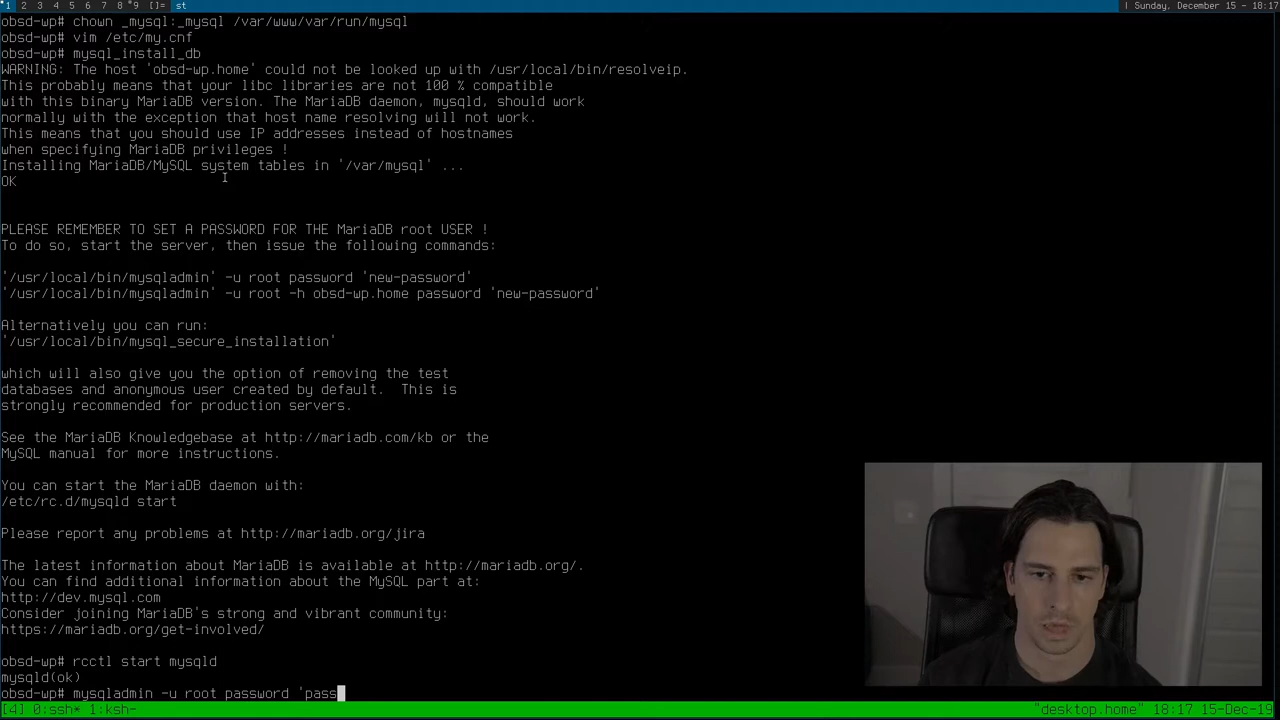 1 2 3 4 5 6 7 8 *9 []= st | Sunday, December 15 - 18:17
obsd-wp# chown _mysql:_mysql /var/www/var/run/mysql
obsd-wp# vim /etc/my.cnf
obsd-wp# mysql_install_db
WARNING: The host 'obsd-wp.home' could not be looked up with /usr/local/bin/resolveip.
This probably means that your libc libraries are not 100 % compatible
with this binary MariaDB version. The MariaDB daemon, mysqld, should work
normally with the exception that host name resolving will not work.
This means that you should use IP addresses instead of hostnames
when specifying MariaDB privileges !
Installing MariaDB/MySQL system tables in '/var/mysql' ...
OK
PLEASE REMEMBER TO SET A PASSWORD FOR THE MariaDB root USER !
To do so, start the server, then issue the following commands:
'/usr/local/bin/mysqladmin' -u root password 'new-password'
'/usr/local/bin/mysqladmin' -u root -h obsd-wp.home password 'new-password'
Alternatively you can run:
'/usr/local/bin/mysql_secure_installation'
which will also give you the option of removing the test
databases and anonymous user created by default.  This is
strongly recommended for production servers.
See the MariaDB Knowledgebase at http://mariadb.com/kb or the
MySQL manual for more instructions.
You can start the MariaDB daemon with:
/etc/rc.d/mysqld start
Please report any problems at http://mariadb.org/jira
The latest information about MariaDB is available at http://mariadb.org/.
You can find additional information about the MySQL part at:
http://dev.mysql.com
Consider joining MariaDB's strong and vibrant community:
https://mariadb.org/get-involved/
obsd-wp# rcctl start mysqld
mysqld(ok)
obsd-wp# mysqladmin -u root password 'pass
[4] 0:ssh* 1:ksh- "desktop.home" 18:17 15-Dec-19